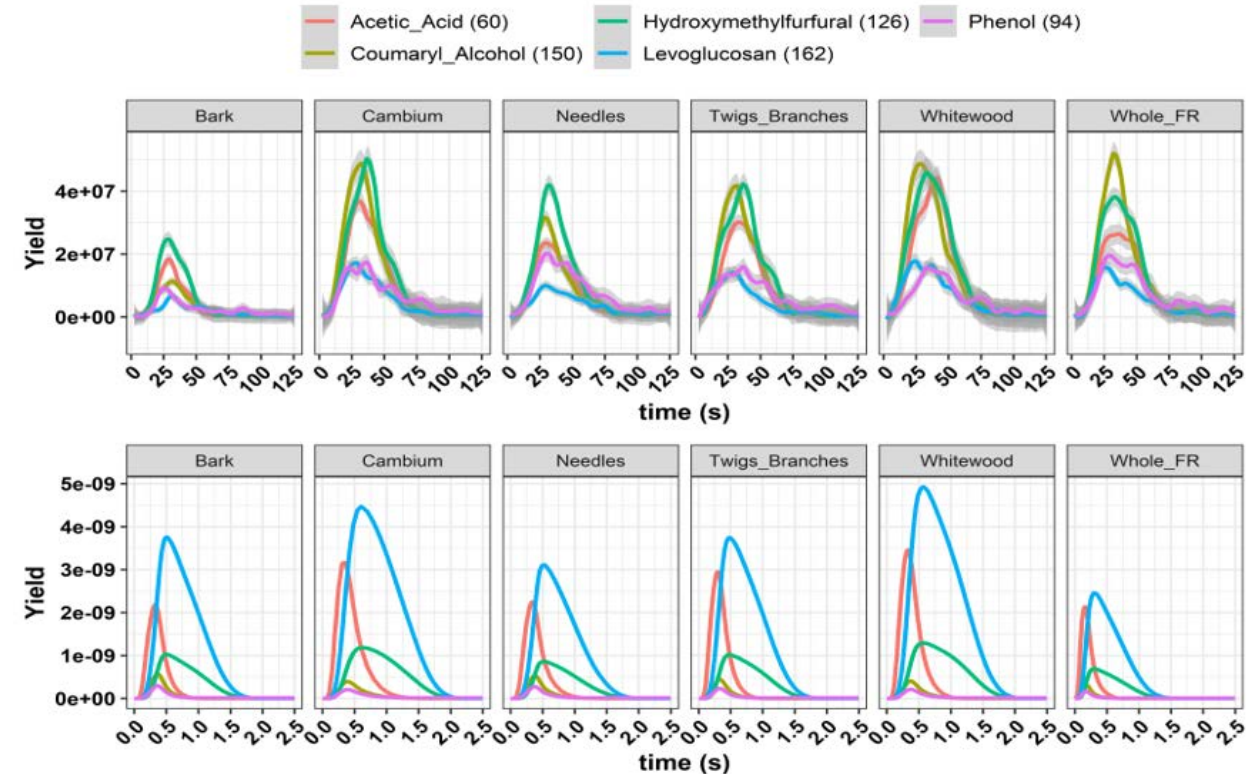 Acetic_Acid (60) Hydroxymethylfurfural (126) Phenol (94)
Coumaryl_Alcohol (150) Levoglucosan (162)
Bark Cambium Needles Twigs_Branches Whitewood Whole_FR
Yield
4e+07
2e+07
0e+00
0 25 50 75 100 125 0 25 50 75 100 125 0 25 50 75 100 125 0 25 50 75 100 125 0 25 50 75 100 125 0 25 50 75 100 125
time (s)
Bark Cambium Needles Twigs_Branches Whitewood Whole_FR
Yield
5e-09
4e-09
3e-09
2e-09
1e-09
0e+00
0.0 0.5 1.0 1.5 2.0 2.5 0.0 0.5 1.0 1.5 2.0 2.5 0.0 0.5 1.0 1.5 2.0 2.5 0.0 0.5 1.0 1.5 2.0 2.5 0.0 0.5 1.0 1.5 2.0 2.5 0.0 0.5 1.0 1.5 2.0 2.5
time (s)